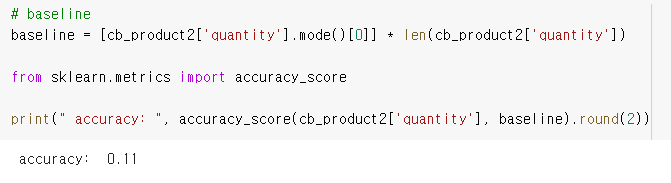 # baseline
baseline = [cb_product2['quantity'].mode()[0]] * len(cb_product2['quantity'])
from sklearn.metrics import accuracy_score
print(" accuracy: ", accuracy_score(cb_product2['quantity'], baseline).round(2))
accuracy:  0.11